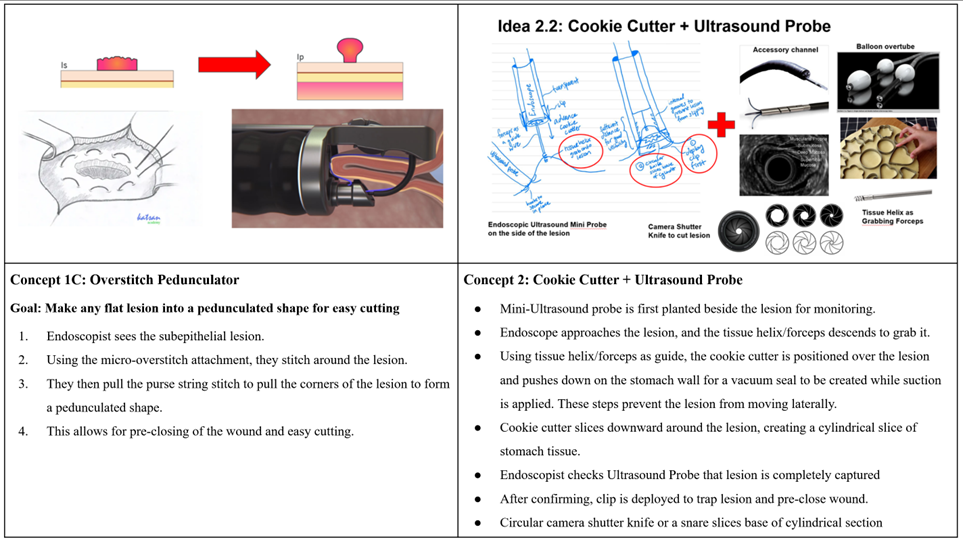 Is
Ip
katsan
Idea 2.2: Cookie Cutter + Ultrasound Probe
Endoscope
transparent
clip
advance
cookie
cutter
Accessory channel
Balloon overtube
Tissue Helix as
Grabbing Forceps
Endoscopic Ultrasound Mini Probe
on the side of the lesion
Camera Shutter
Knife to cut lesion
Concept 1C: Overstitch Pedunculator
Goal: Make any flat lesion into a pedunculated shape for easy cutting
1. Endoscopist sees the subepithelial lesion.
2. Using the micro-overstitch attachment, they stitch around the lesion.
3. They then pull the purse string stitch to pull the corners of the lesion to form
a pedunculated shape.
4. This allows for pre-closing of the wound and easy cutting.
Concept 2: Cookie Cutter + Ultrasound Probe
● Mini-Ultrasound probe is first planted beside the lesion for monitoring.
● Endoscope approaches the lesion, and the tissue helix/forceps descends to grab it.
● Using tissue helix/forceps as guide, the cookie cutter is positioned over the lesion
and pushes down on the stomach wall for a vacuum seal to be created while suction
is applied. These steps prevent the lesion from moving laterally.
● Cookie cutter slices downward around the lesion, creating a cylindrical slice of
stomach tissue.
● Endoscopist checks Ultrasound Probe that lesion is completely captured
● After confirming, clip is deployed to trap lesion and pre-close wound.
● Circular camera shutter knife or a snare slices base of cylindrical section